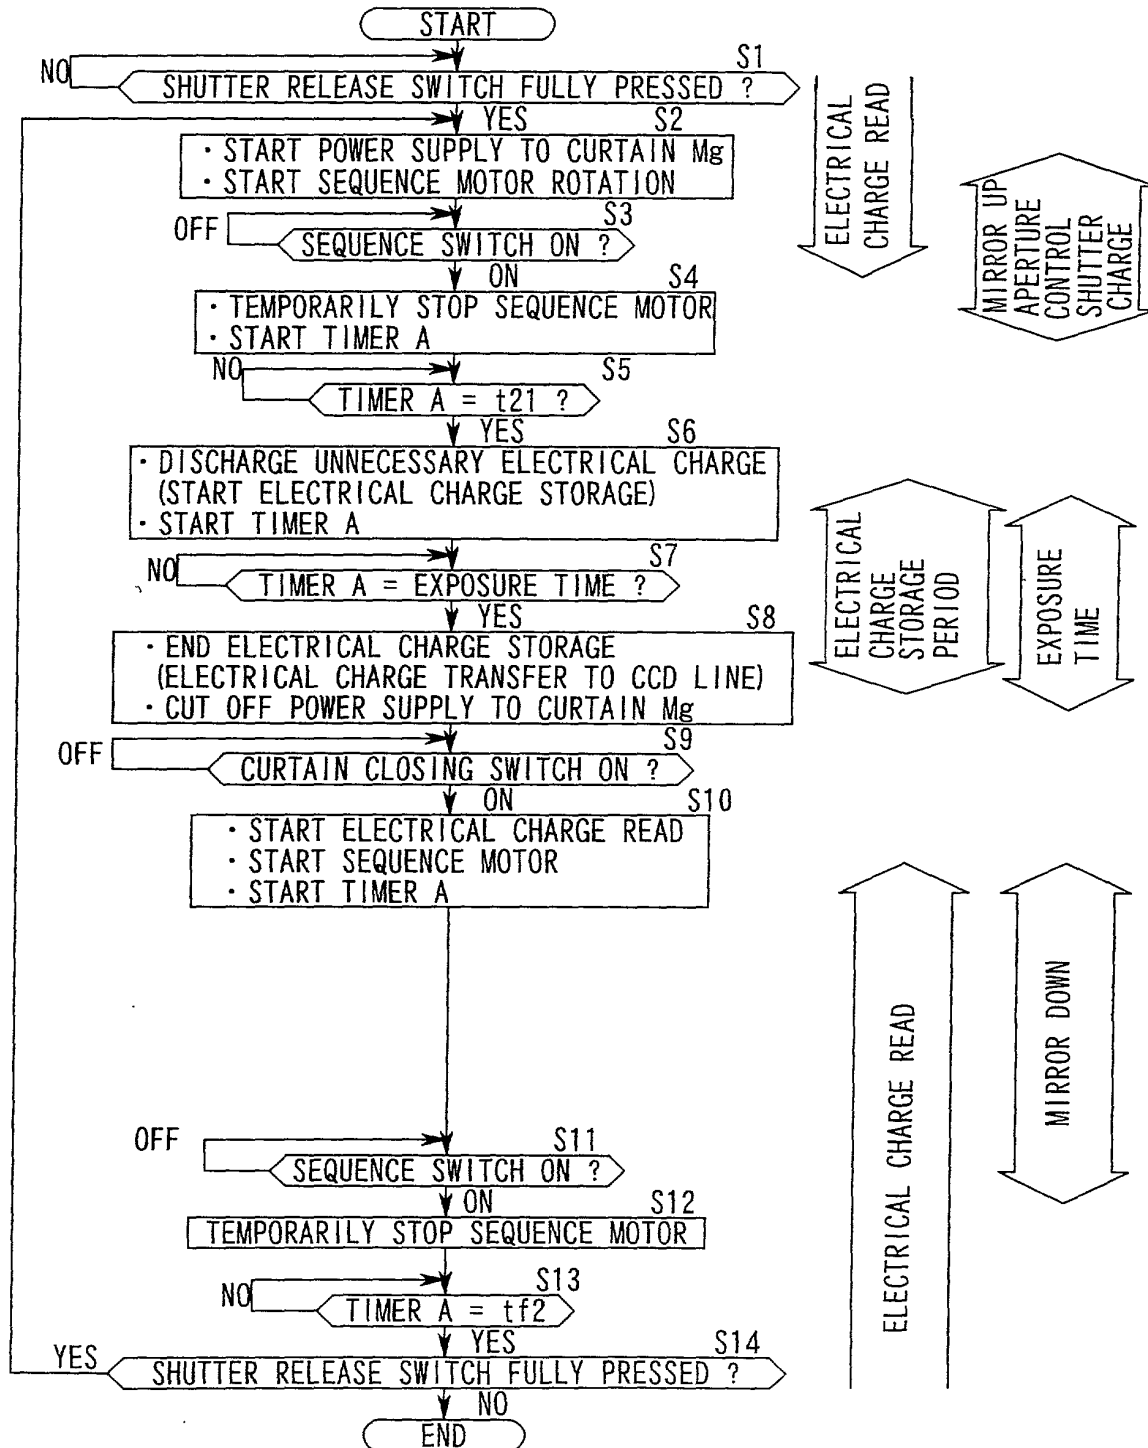 START
S1
NO
SHUTTER RELEASE SWITCH FULLY PRESSED ?
YES
S2
· START POWER SUPPLY TO CURTAIN Mg
· START SEQUENCE MOTOR ROTATION
S3
OFF
SEQUENCE SWITCH ON ?
ON
S4
· TEMPORARILY STOP SEQUENCE MOTOR
· START TIMER A
S5
NO
TIMER A = t21 ?
YES
S6
· DISCHARGE UNNECESSARY ELECTRICAL CHARGE
(START ELECTRICAL CHARGE STORAGE)
· START TIMER A
S7
NO
TIMER A = EXPOSURE TIME ?
YES
S8
· END ELECTRICAL CHARGE STORAGE
(ELECTRICAL CHARGE TRANSFER TO CCD LINE)
· CUT OFF POWER SUPPLY TO CURTAIN Mg
S9
OFF
CURTAIN CLOSING SWITCH ON ?
ON
S10
· START ELECTRICAL CHARGE READ
· START SEQUENCE MOTOR
· START TIMER A
S11
OFF
SEQUENCE SWITCH ON ?
ON
S12
TEMPORARILY STOP SEQUENCE MOTOR
S13
NO
TIMER A = tf2
YES
S14
YES
SHUTTER RELEASE SWITCH FULLY PRESSED ?
NO
END
ELECTRICAL
CHARGE READ
MIRROR UP
APERTURE
CONTROL
SHUTTER
CHARGE
ELECTRICAL
CHARGE
STORAGE
PERIOD
EXPOSURE
TIME
ELECTRICAL CHARGE READ
MIRROR DOWN